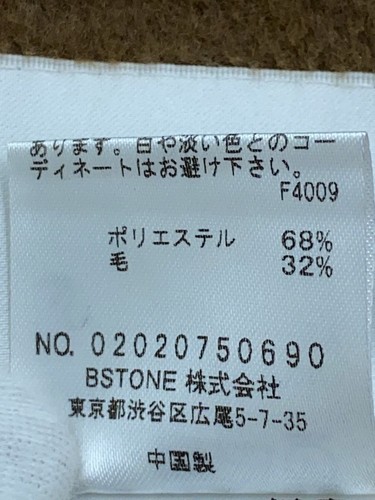 あります。白や淡い色とのコー
ディネートはお避け下さい。
F4009
ポリエステル 68%
毛 32%
NO. 02020750690
BSTONE 株式会社
東京都渋谷区広尾5-7-35
中国製